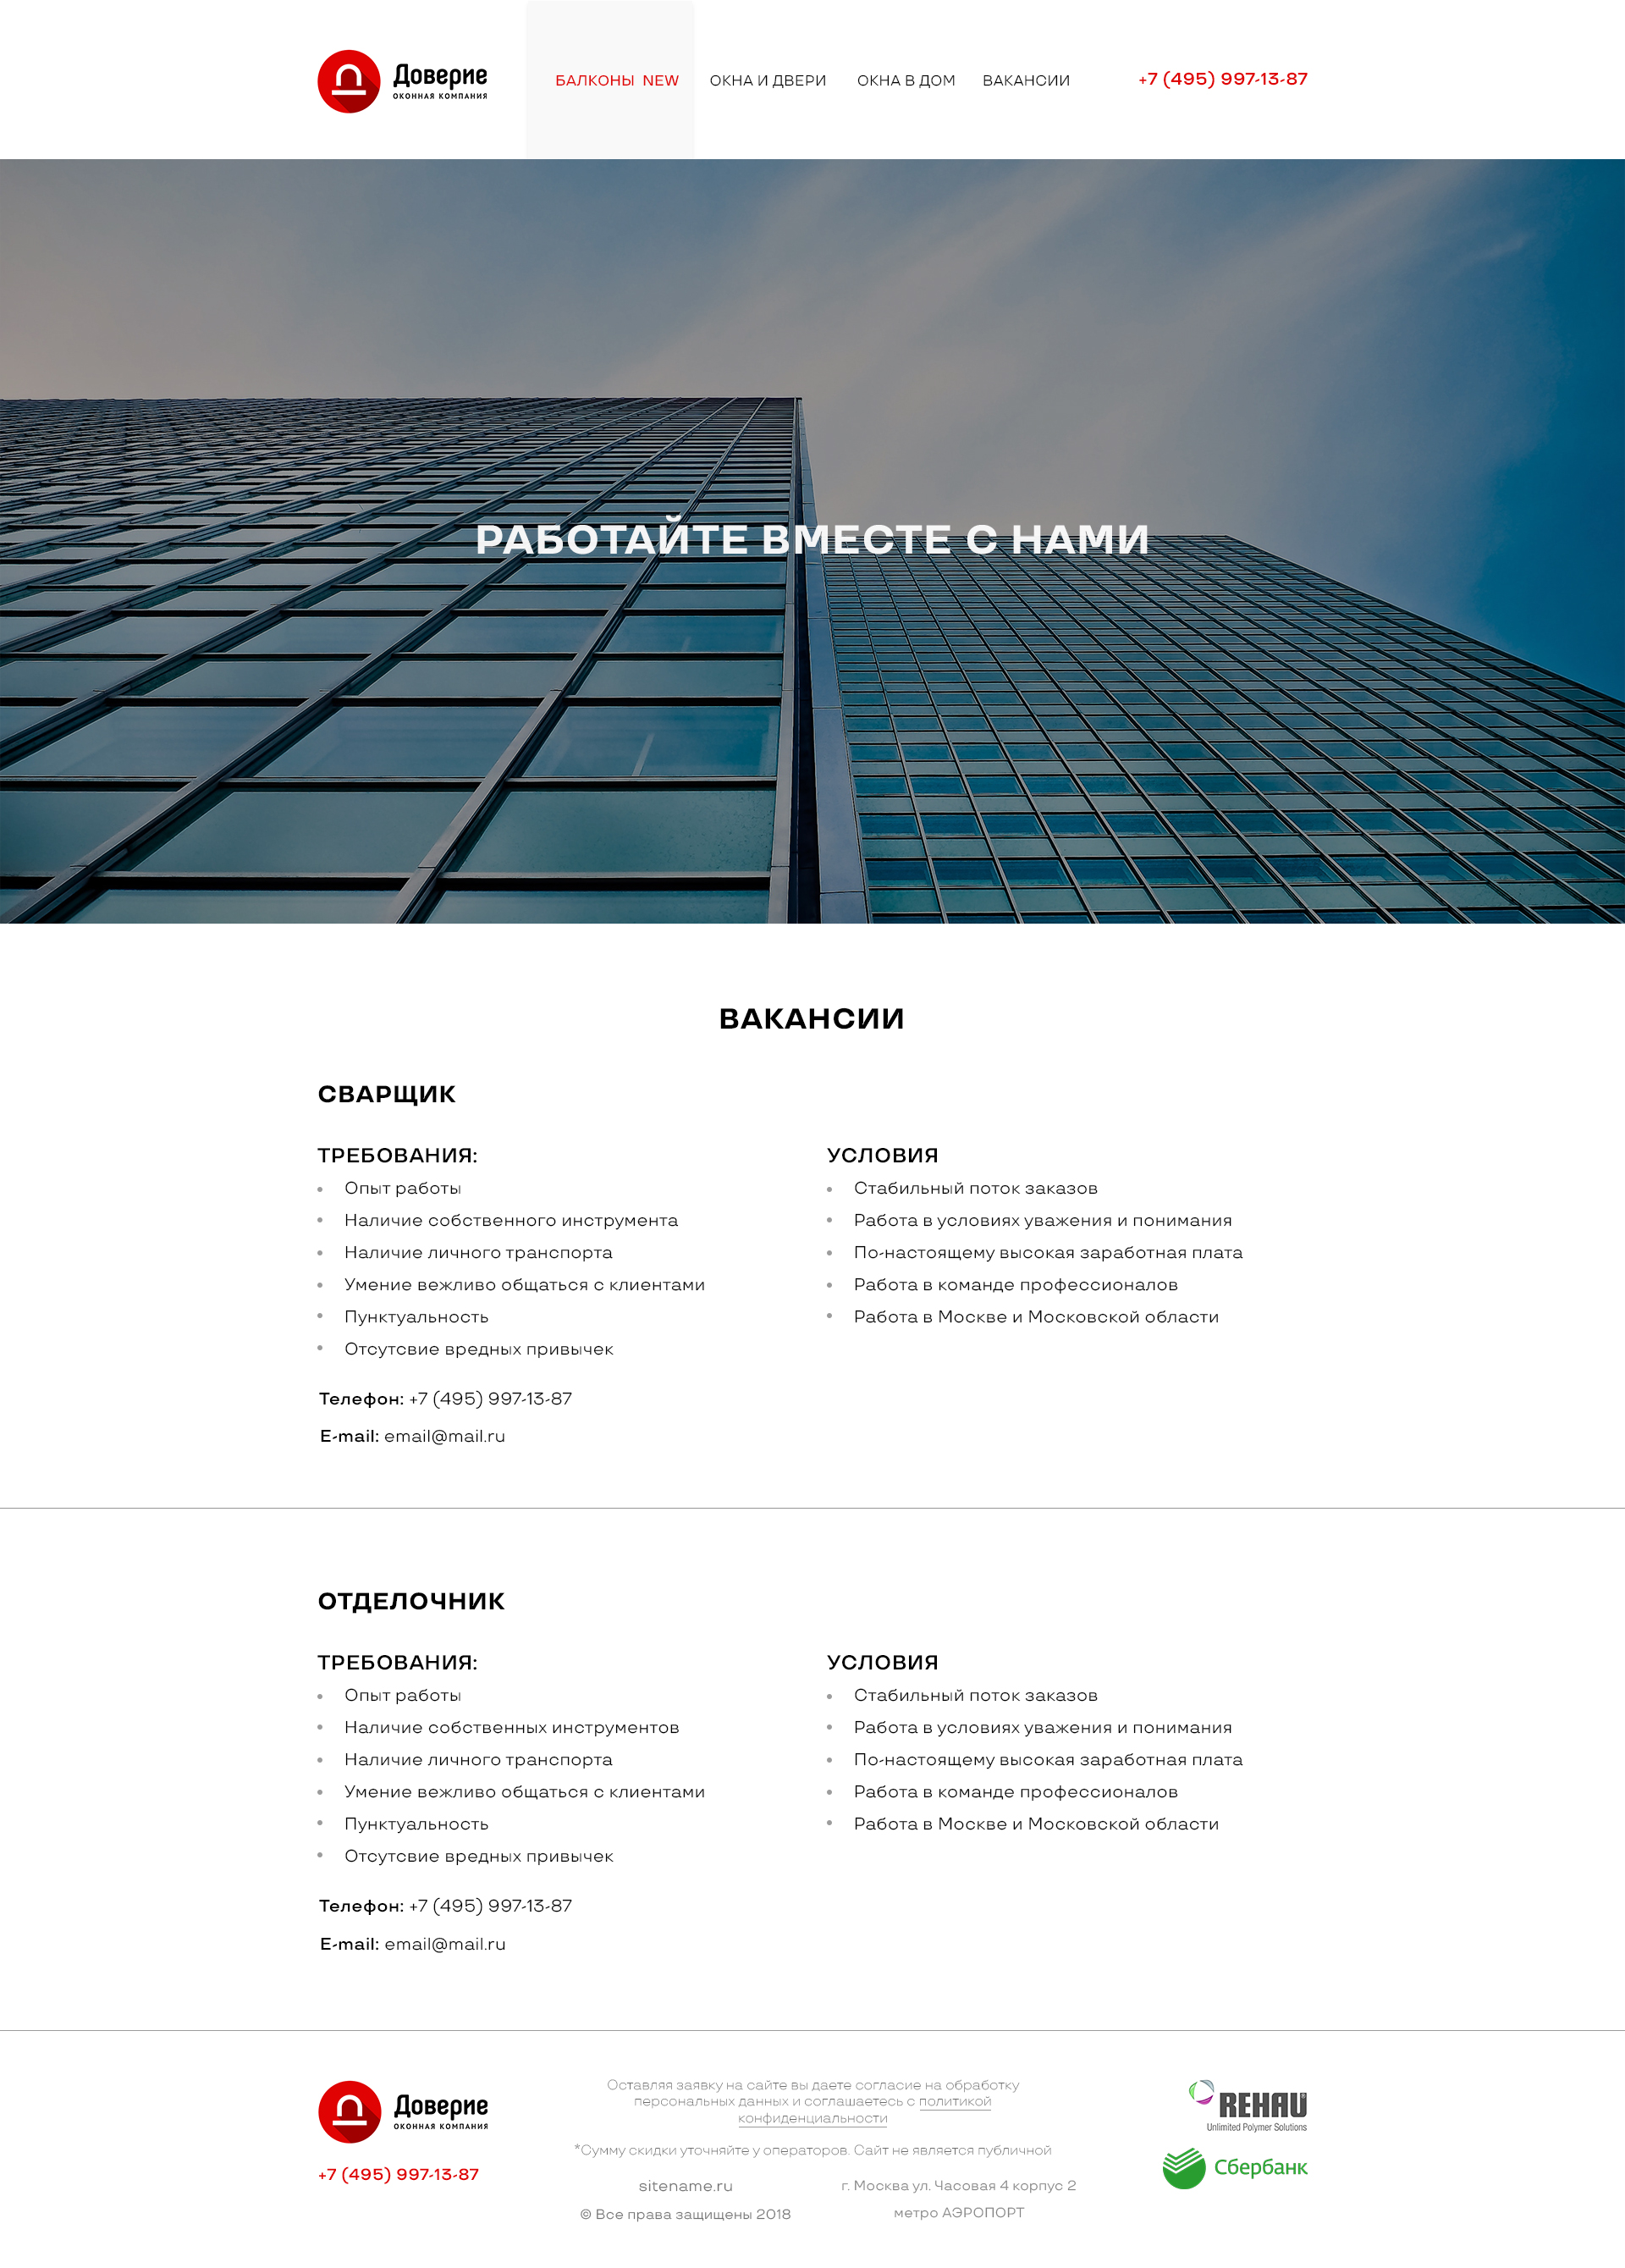 Доверие
ОКОННАЯ КОМПАНИЯ
БАЛКОНЫ NEW
ОКНА И ДВЕРИ
ОКНА В ДОМ
ВАКАНСИИ
+7 (495) 997-13-87
РАБОТАЙТЕ ВМЕСТЕ С НАМИ
ВАКАНСИИ
СВАРЩИК
ТРЕБОВАНИЯ:
Опыт работы
Наличие собственного инструмента
Наличие личного транспорта
Умение вежливо общаться с клиентами
Пунктуальность
Отсутсвие вредных привычек
УСЛОВИЯ
Стабильный поток заказов
Работа в условиях уважения и понимания
По-настоящему высокая заработная плата
Работа в команде профессионалов
Работа в Москве и Московской области
Телефон: +7 (495) 997-13-87
E-mail: email@mail.ru
ОТДЕЛОЧНИК
ТРЕБОВАНИЯ:
Опыт работы
Наличие собственных инструментов
Наличие личного транспорта
Умение вежливо общаться с клиентами
Пунктуальность
Отсутсвие вредных привычек
УСЛОВИЯ
Стабильный поток заказов
Работа в условиях уважения и понимания
По-настоящему высокая заработная плата
Работа в команде профессионалов
Работа в Москве и Московской области
Телефон: +7 (495) 997-13-87
E-mail: email@mail.ru
Доверие
ОКОННАЯ КОМПАНИЯ
+7 (495) 997-13-87
Оставляя заявку на сайте вы даете согласие на обработку
персональных данных и соглашаетесь с политикой
конфиденциальности
*Сумму скидки уточняйте у операторов. Сайт не является публичной
sitename.ru
© Все права защищены 2018
г. Москва ул. Часовая 4 корпус 2
метро АЭРОПОРТ
REHAU
Unlimited Polymer Solutions
Сбербанк